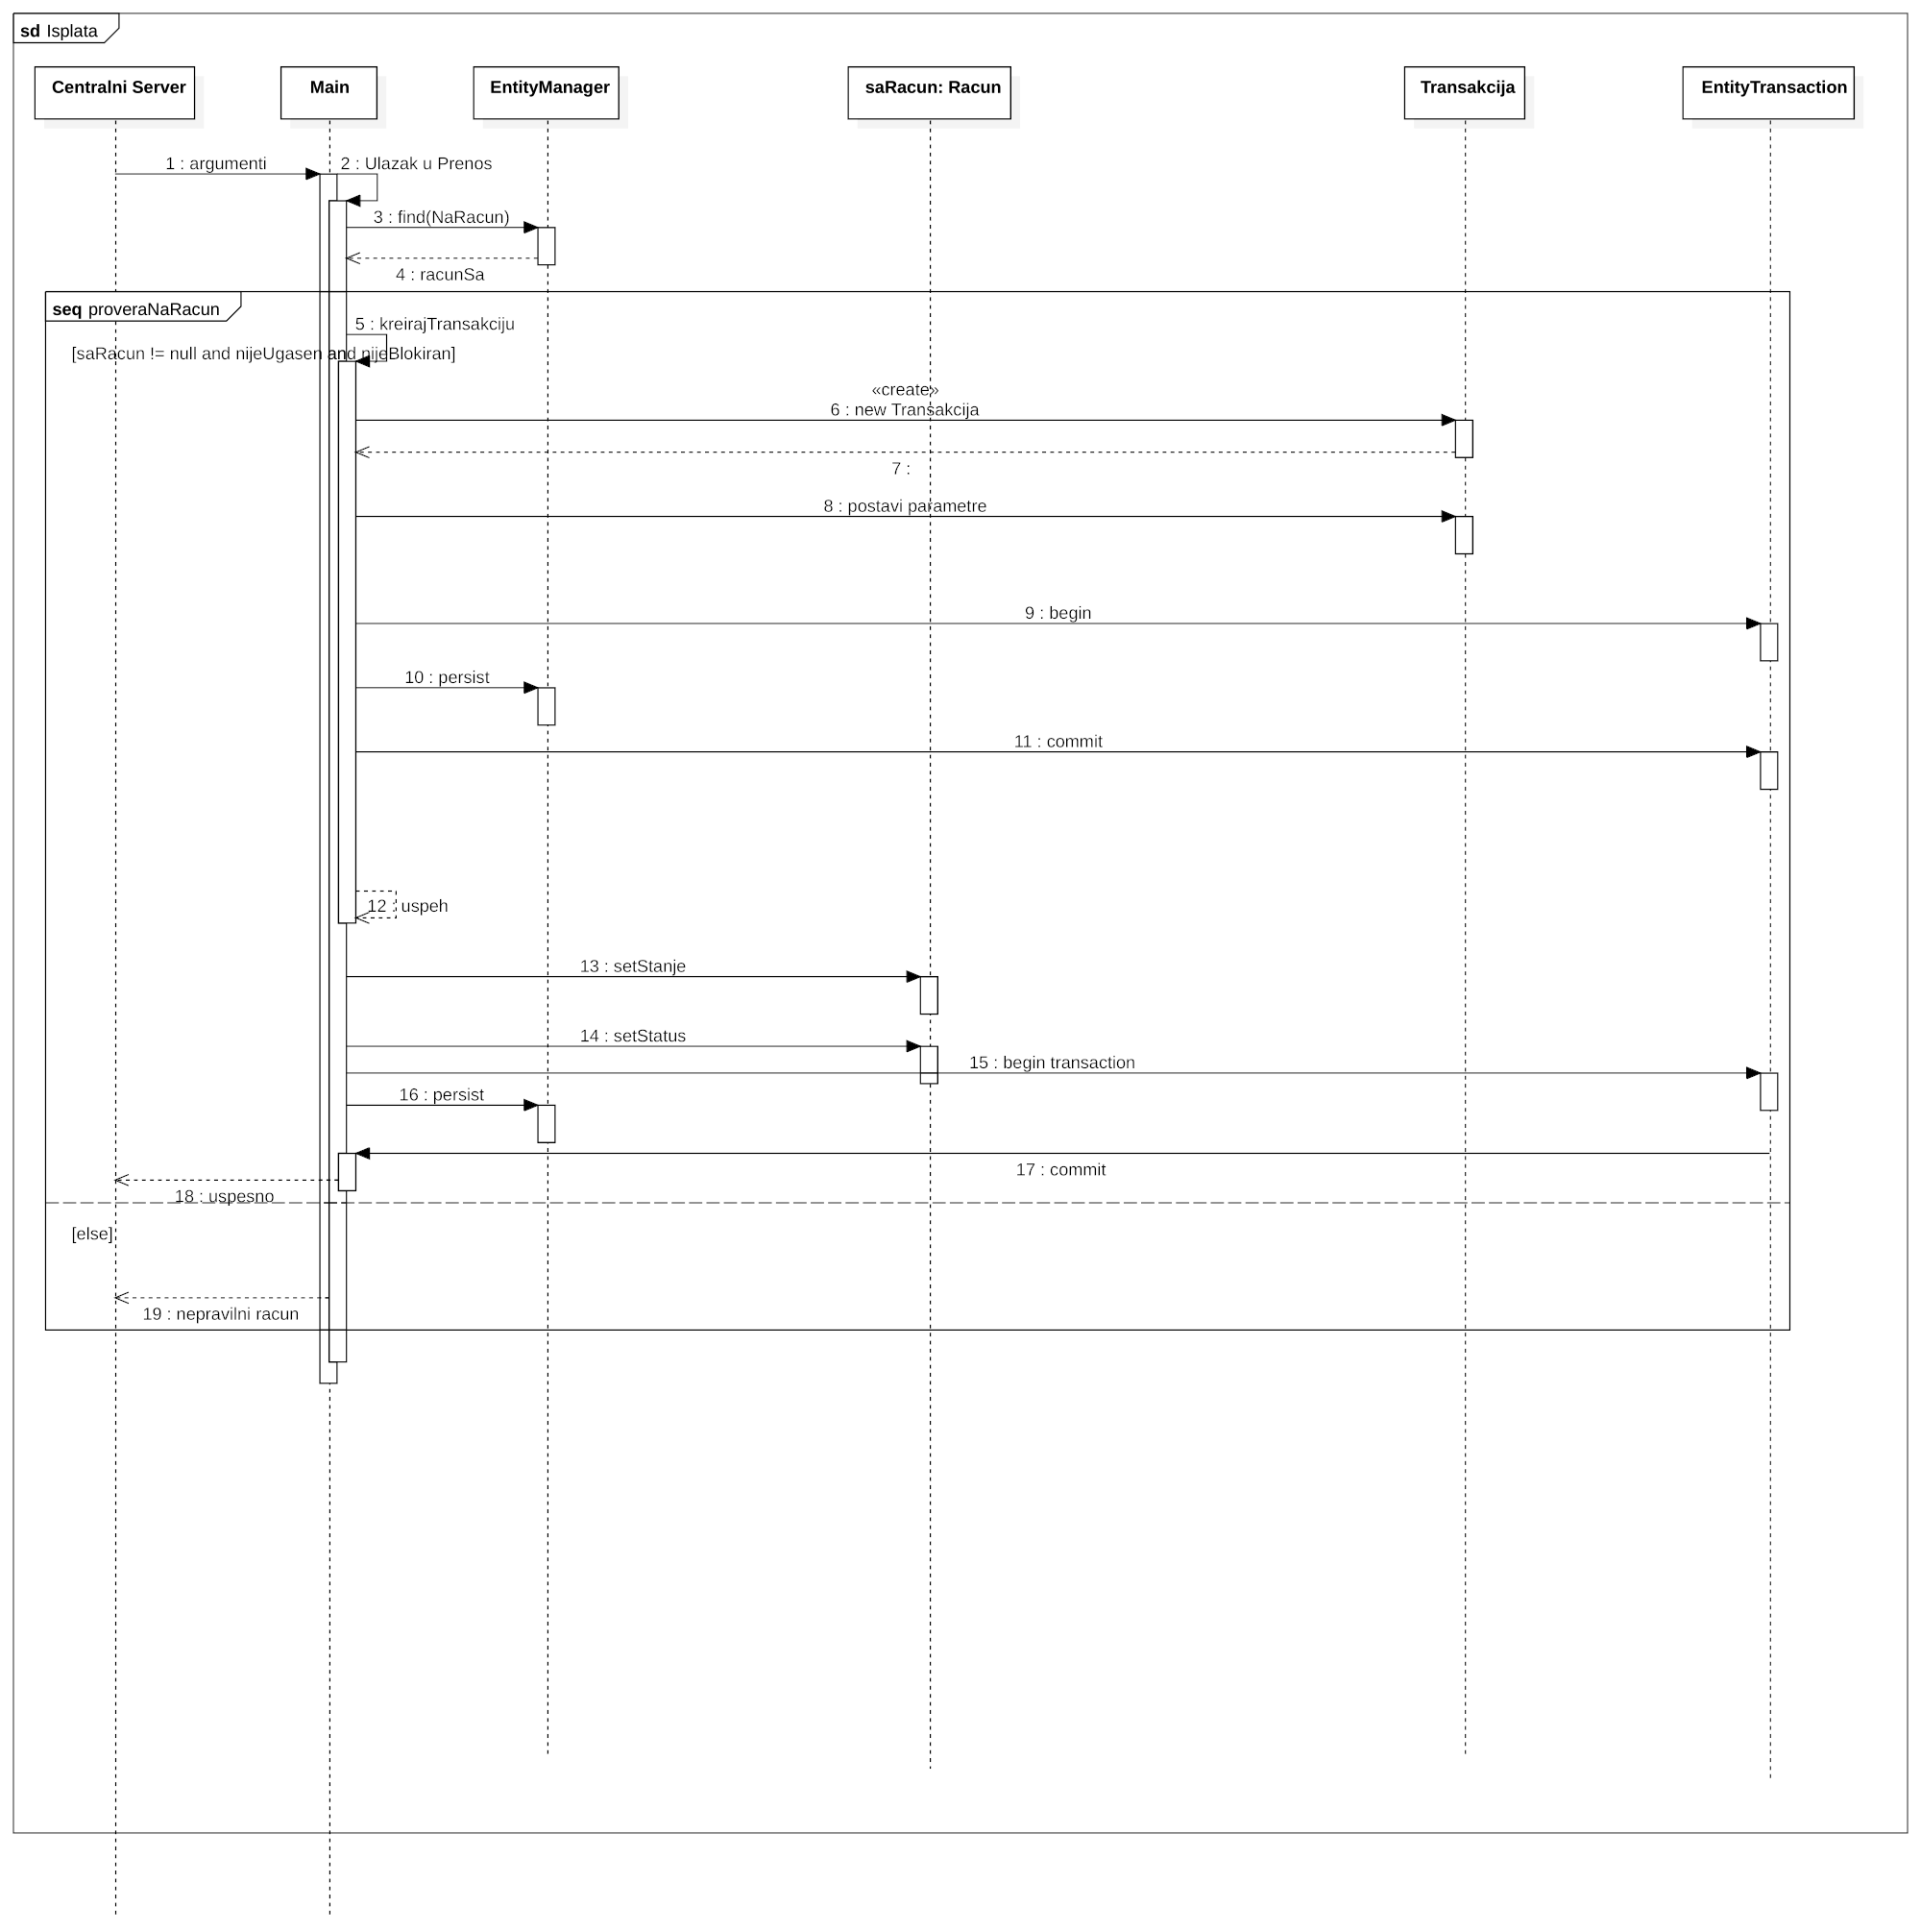 sd Isplata
Centralni Server
Main
EntityManager
saRacun: Racun
Transakcija
EntityTransaction
1 : argumenti
2 : Ulazak u Prenos
3 : find(NaRacun)
4 : racunSa
seq proveraNaRacun
5 : kreirajTransakciju
[saRacun != null and nijeUgasen and nijeBlokiran]
«create»
6 : new Transakcija
7 :
8 : postavi parametre
9 : begin
10 : persist
11 : commit
12 : uspeh
13 : setStanje
14 : setStatus
15 : begin transaction
16 : persist
17 : commit
18 : uspesno
[else]
19 : nepravilni racun